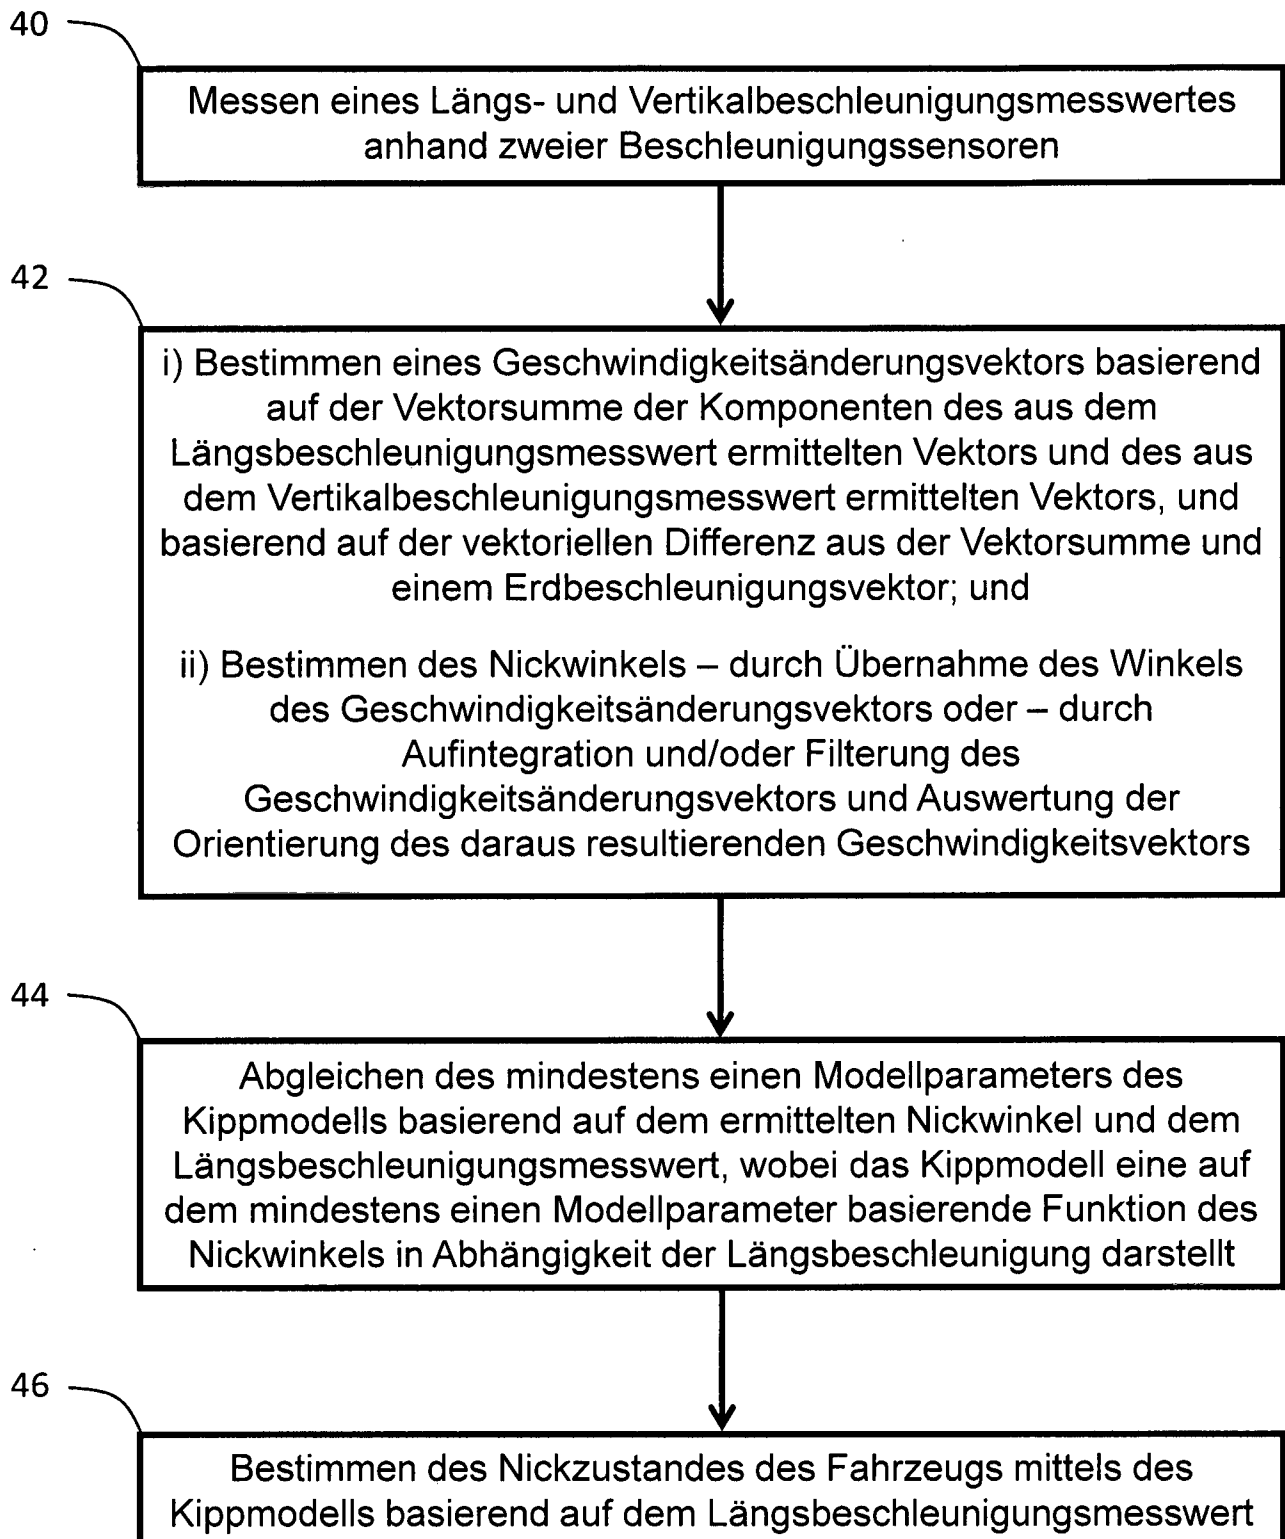 40
Messen eines Längs- und Vertikalbeschleunigungsmesswertes
anhand zweier Beschleunigungssensoren
42
i) Bestimmen eines Geschwindigkeitsänderungsvektors basierend
auf der Vektorsumme der Komponenten des aus dem
Längsbeschleunigungsmesswert ermittelten Vektors und des aus
dem Vertikalbeschleunigungsmesswert ermittelten Vektors, und
basierend auf der vektoriellen Differenz aus der Vektorsumme und
einem Erdbeschleunigungsvektor; und
ii) Bestimmen des Nickwinkels – durch Übernahme des Winkels
des Geschwindigkeitsänderungsvektors oder – durch
Aufintegration und/oder Filterung des
Geschwindigkeitsänderungsvektors und Auswertung der
Orientierung des daraus resultierenden Geschwindigkeitsvektors
44
Abgleichen des mindestens einen Modellparameters des
Kippmodells basierend auf dem ermittelten Nickwinkel und dem
Längsbeschleunigungsmesswert, wobei das Kippmodell eine auf
dem mindestens einen Modellparameter basierende Funktion des
Nickwinkels in Abhängigkeit der Längsbeschleunigung darstellt
46
Bestimmen des Nickzustandes des Fahrzeugs mittels des
Kippmodells basierend auf dem Längsbeschleunigungsmesswert